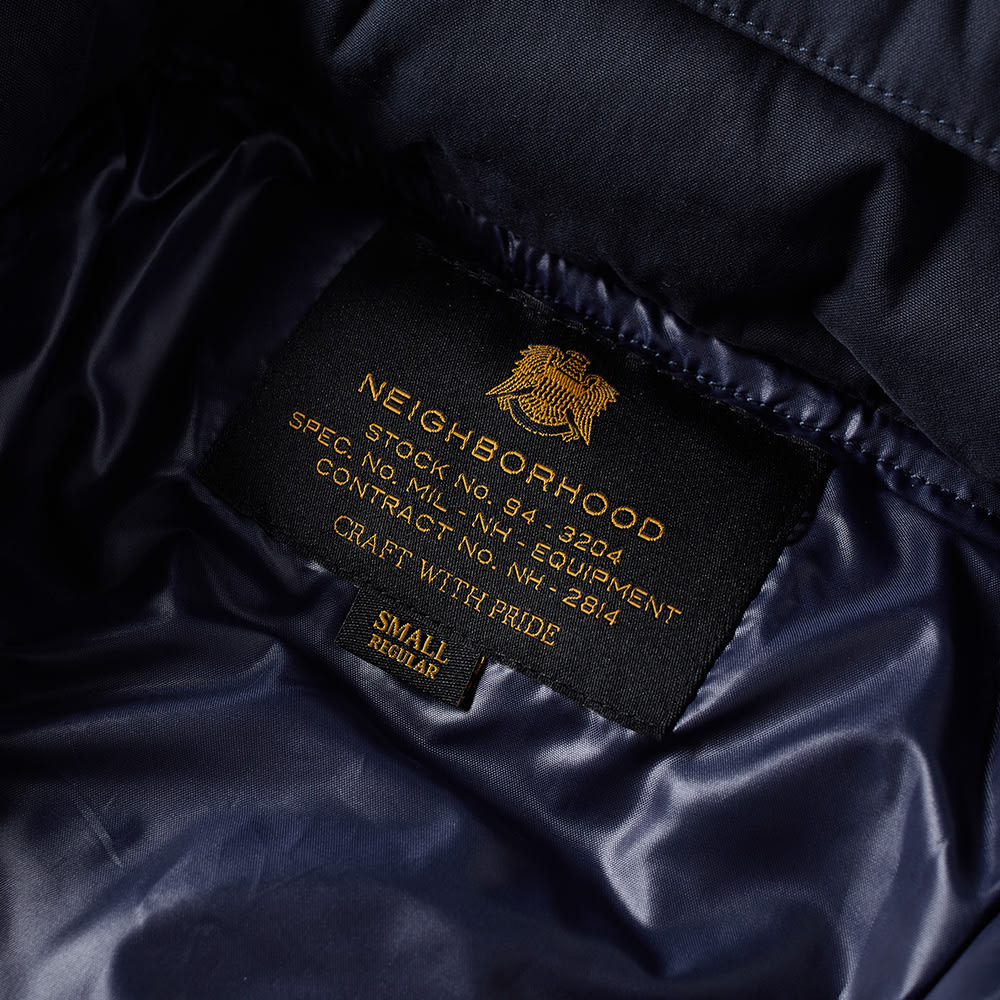 NEIGHBORHOOD
STOCK No. 94 - 3204
SPEC. No. MIL - NH - EQUIPMENT
CONTRACT No. NH - 2814
CRAFT WITH PRIDE
SMALL
REGULAR